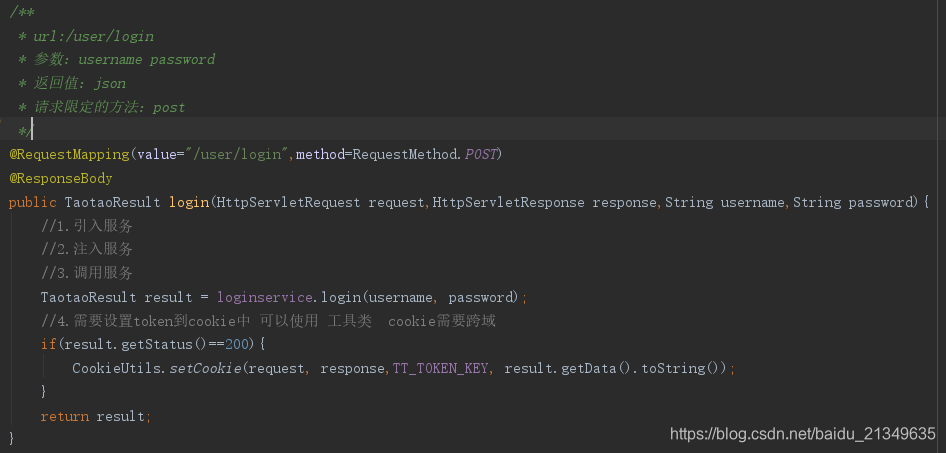 /**
 * url:/user/login
 * 参数: username password
 * 返回值: json
 * 请求限定的方法: post
 */
@RequestMapping(value="/user/login",method=RequestMethod.POST)
@ResponseBody
public TaotaoResult login(HttpServletRequest request,HttpServletResponse response,String username,String password){
    //1.引入服务
    //2.注入服务
    //3.调用服务
    TaotaoResult result = loginservice.login(username, password);
    //4.需要设置token到cookie中 可以使用 工具类  cookie需要跨域
    if(result.getStatus()==200){
        CookieUtils.setCookie(request, response,TT_TOKEN_KEY, result.getData().toString());
    }
    return result;
}
https://blog.csdn.net/baidu_21349635